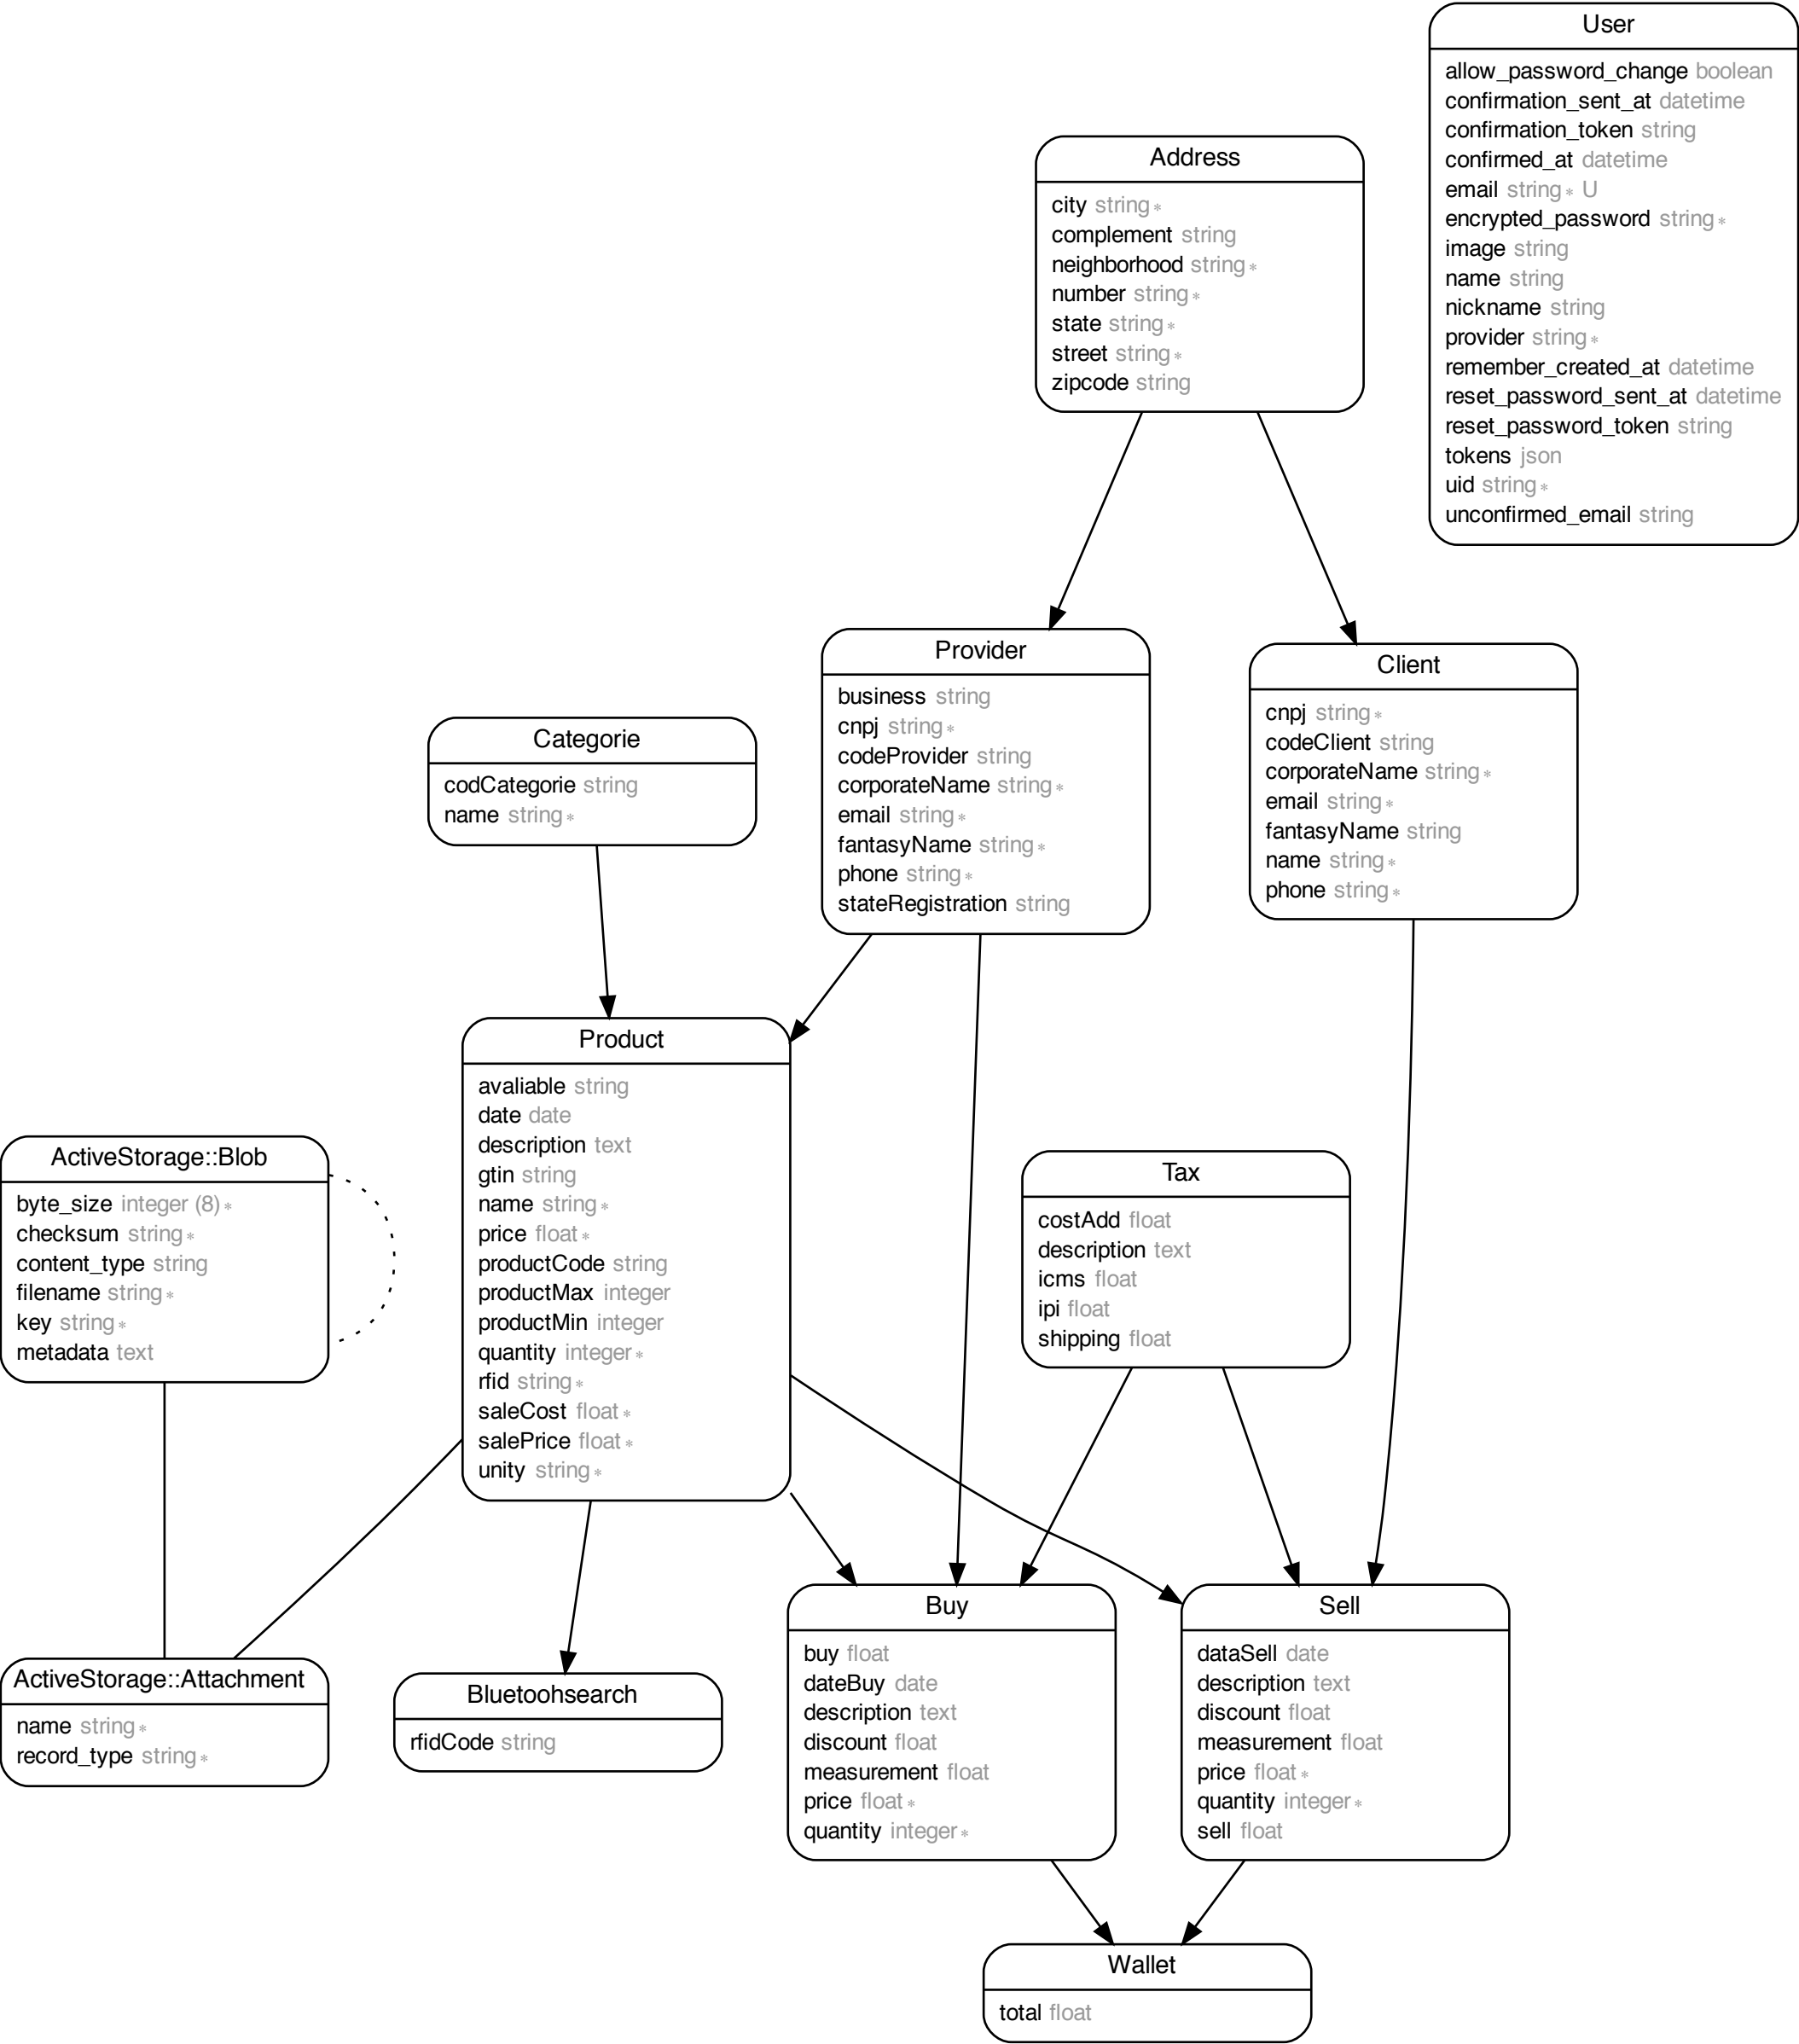 User
allow_password_change boolean
confirmation_sent_at datetime
confirmation_token string
confirmed_at datetime
email string * U
encrypted_password string *
image string
name string
nickname string
provider string *
remember_created_at datetime
reset_password_sent_at datetime
reset_password_token string
tokens json
uid string *
unconfirmed_email string
Address
city string *
complement string
neighborhood string *
number string *
state string *
street string *
zipcode string
Provider
business string
cnpj string *
codeProvider string
corporateName string *
email string *
fantasyName string *
phone string *
stateRegistration string
Client
cnpj string *
codeClient string
corporateName string *
email string *
fantasyName string
name string *
phone string *
Categorie
codCategorie string
name string *
Product
avaliable string
date date
description text
gtin string
name string *
price float *
productCode string
productMax integer
productMin integer
quantity integer *
rfid string *
saleCost float *
salePrice float *
unity string *
ActiveStorage::Blob
byte_size integer (8) *
checksum string *
content_type string
filename string *
key string *
metadata text
Tax
costAdd float
description text
icms float
ipi float
shipping float
ActiveStorage::Attachment
name string *
record_type string *
Bluetoohsearch
rfidCode string
Buy
buy float
dateBuy date
description text
discount float
measurement float
price float *
quantity integer *
Sell
dataSell date
description text
discount float
measurement float
price float *
quantity integer *
sell float
Wallet
total float